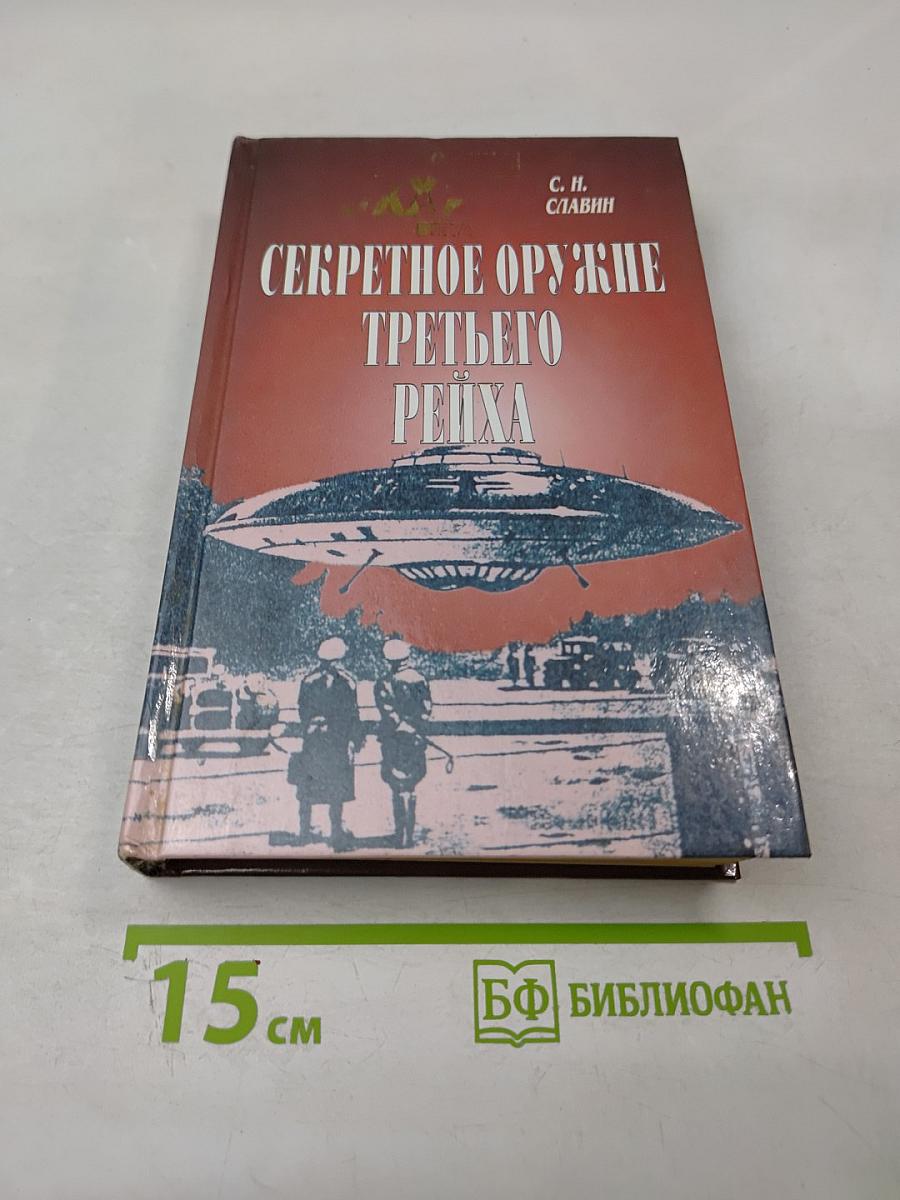 С. Н.
СЛАВИН
СЕКРЕТНОЕ ОРУЖИЕ
ТРЕТЬЕГО
РЕЙХА
15 см
БФ БИБЛИОФАН